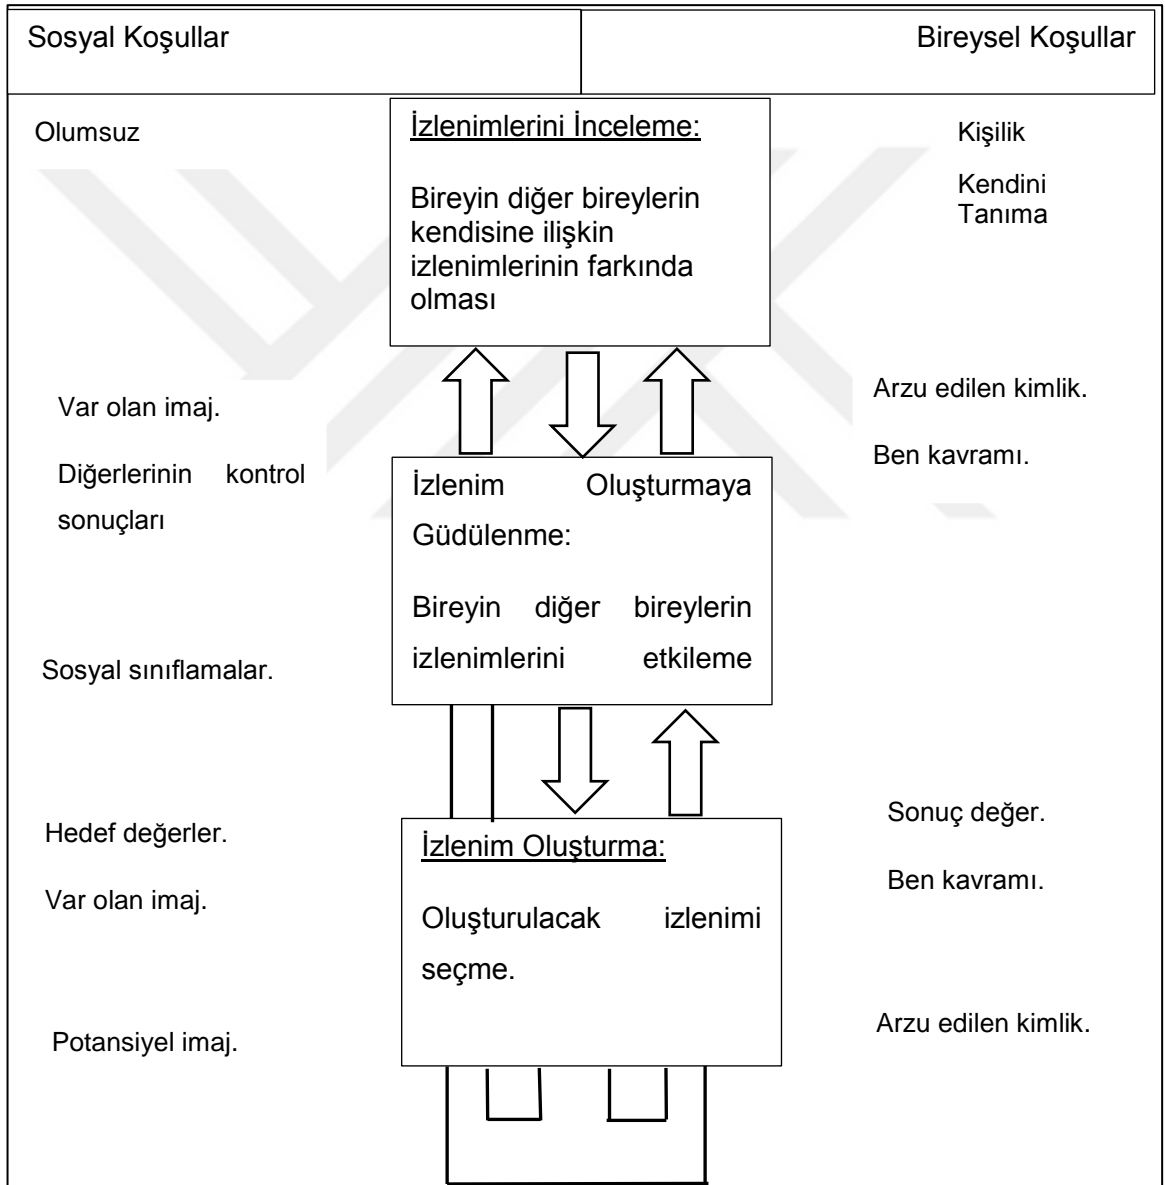 Sosyal Koşullar
Bireysel Koşullar
Olumsuz
İzlenimlerini İnceleme:
Bireyin diğer bireylerin
kendisine ilişkin
izlenimlerinin farkında
olması
Kişilik
Kendini
Tanıma
Var olan imaj.
Diğerlerinin kontrol
sonuçları
Arzu edilen kimlik.
Ben kavramı.
İzlenim Oluşturmaya
Güdülenme:
Bireyin diğer bireylerin
izlenimlerini etkileme
Sosyal sınıflamalar.
Hedef değerler.
Var olan imaj.
Potansiyel imaj.
İzlenim Oluşturma:
Oluşturulacak izlenimi
seçme.
Sonuç değer.
Ben kavramı.
Arzu edilen kimlik.